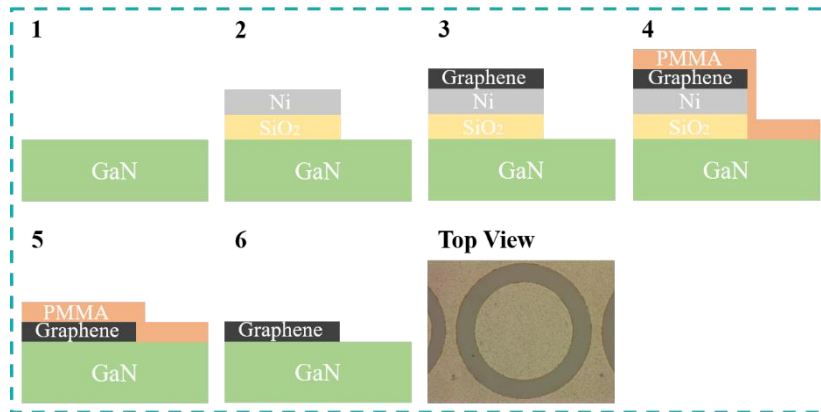 1
GaN
2
Ni
SiO₂
GaN
3
Graphene
Ni
SiO₂
GaN
4
PMMA
Graphene
Ni
SiO₂
GaN
5
PMMA
Graphene
GaN
6
Graphene
GaN
Top View